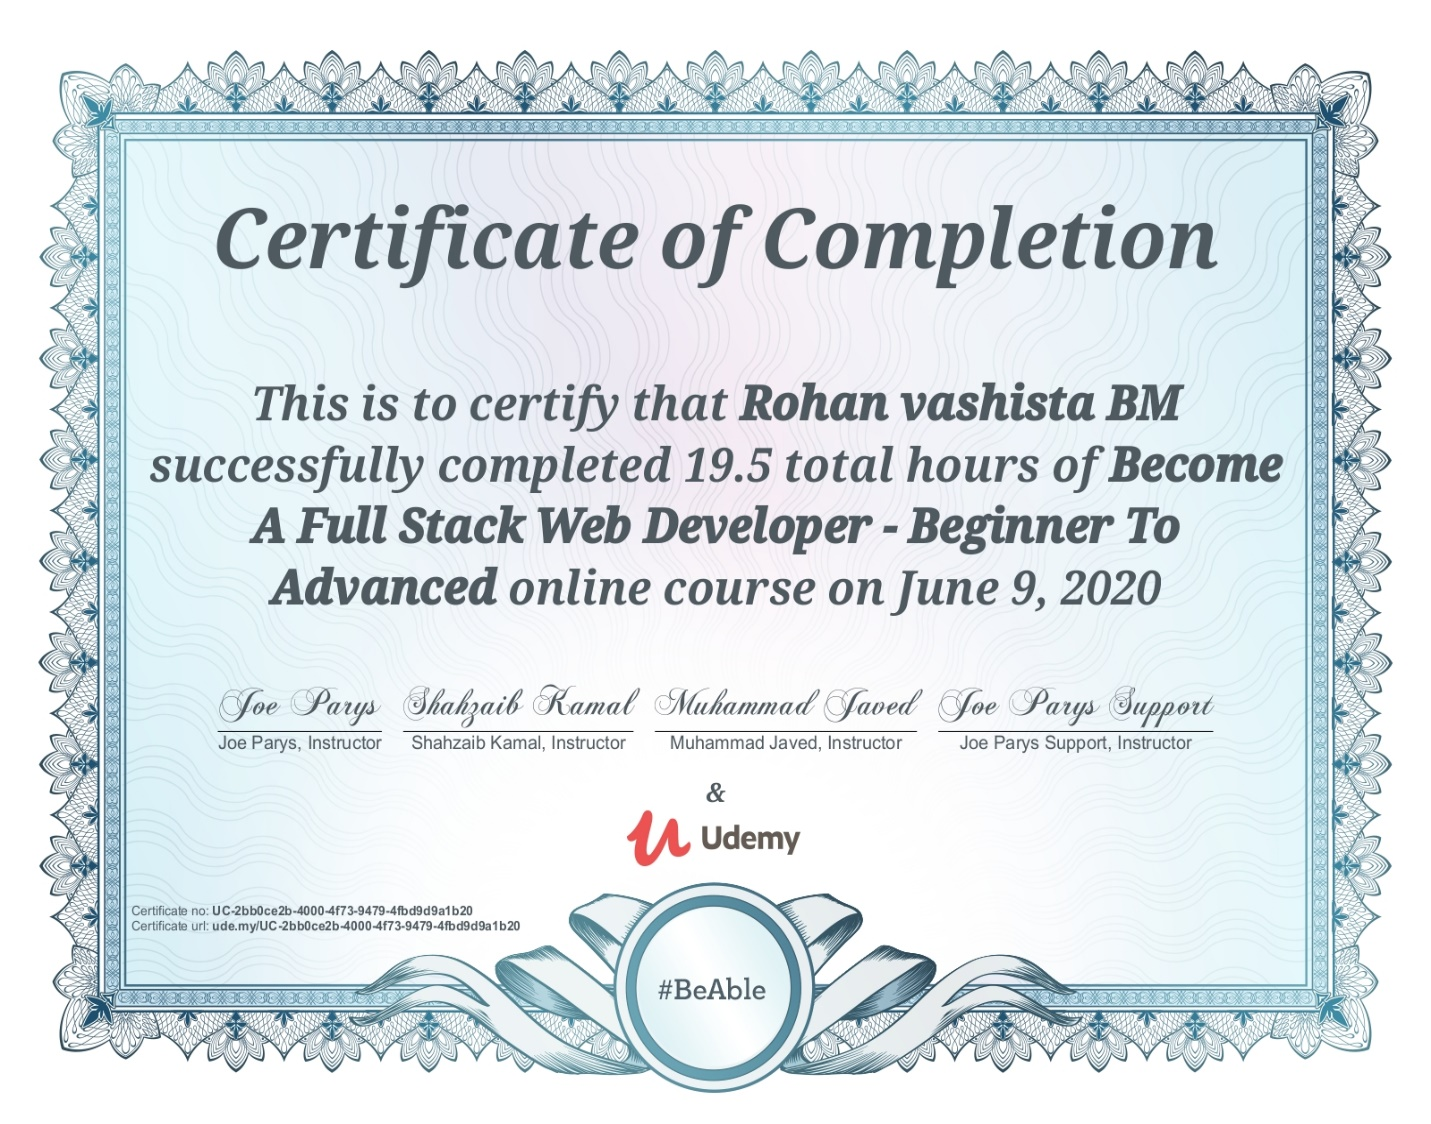 Certificate of Completion
This is to certify that Rohan vashista BM
successfully completed 19.5 total hours of Become
A Full Stack Web Developer - Beginner To
Advanced online course on June 9, 2020
Joe Parys Shahzaib Kamal Muhammad Javed Joe Parys Support
Joe Parys, Instructor Shahzaib Kamal, Instructor Muhammad Javed, Instructor Joe Parys Support, Instructor
&
Udemy
Certificate no: UC-2bb0ce2b-4000-4f73-9479-4fbd9d9a1b20
Certificate url: ude.my/UC-2bb0ce2b-4000-4f73-9479-4fbd9d9a1b20
#BeAble